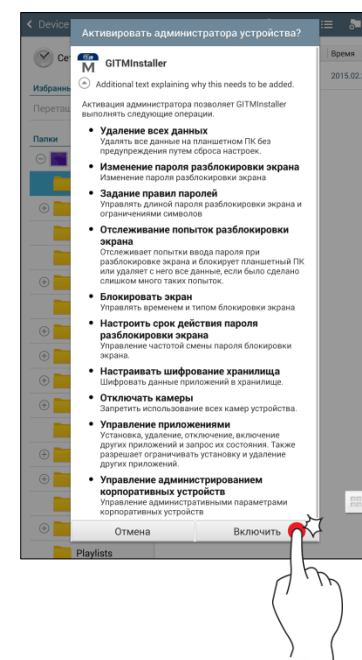 Device
Активировать администратора устройства?
GITMInstaller
Additional text explaining why this needs to be added.
Активация администратора позволяет GITMInstaller
выполнять следующие операции.
• Удаление всех данных
Удалять все данные на планшетном ПК без
предупреждения путем сброса настроек.
• Изменение пароля разблокировки экрана
Изменение пароля разблокировки экрана
• Задание правил паролей
Управлять длиной пароля разблокировки экрана и
ограничениями символов
• Отслеживание попыток разблокировки
экрана
Отслеживает попытки ввода пароля при
разблокировке экрана и блокирует планшетный ПК
или удаляет с него все данные, если было сделано
слишком много таких попыток.
• Блокировать экран
Управлять временем и типом блокировки экрана
• Настроить срок действия пароля
разблокировки экрана
Управление частотой смены пароля блокировки
экрана.
• Настраивать шифрование хранилища
Шифровать данные приложений в хранилище.
• Отключать камеры
Запретить использование всех камер устройства.
• Управление приложениями
Установка, удаление, отключение, включение
других приложений и запрос их состояния. Также
разрешает ограничивать установку и удаление
других приложений.
• Управление администрированием
корпоративных устройств
Управление административными параметрами
корпоративных устройств
Отмена Включить
Се
Избранны
Перетащ
Папки
Playlists
Время
2015.02.